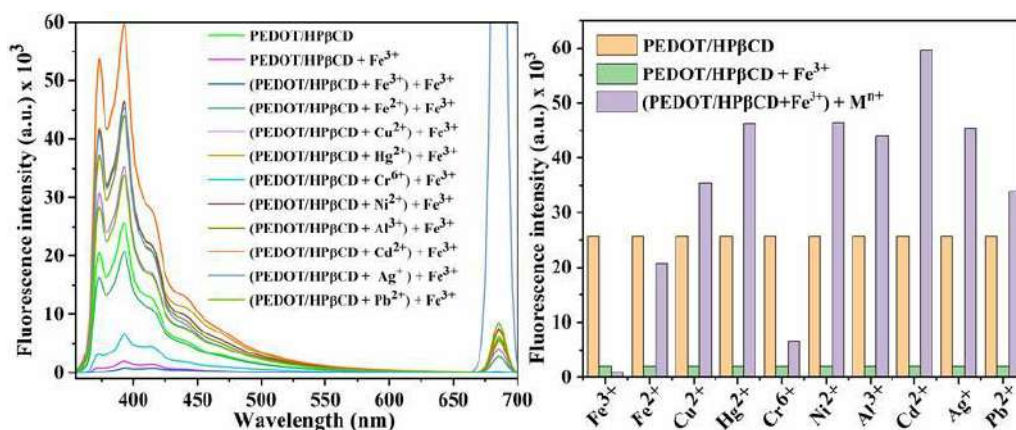 Fluorescence intensity (a.u.) x 10³
60
50
40
30
20
10
0
400
450
500
550
600
650
700
Wavelength (nm)
PEDOT/HPβCD
PEDOT/HPβCD + Fe³⁺
(PEDOT/HPβCD + Fe³⁺) + Fe³⁺
(PEDOT/HPβCD + Fe²⁺) + Fe³⁺
(PEDOT/HPβCD + Cu²⁺) + Fe³⁺
(PEDOT/HPβCD + Hg²⁺) + Fe³⁺
(PEDOT/HPβCD + Cr⁶⁺) + Fe³⁺
(PEDOT/HPβCD + Ni²⁺) + Fe³⁺
(PEDOT/HPβCD + Al³⁺) + Fe³⁺
(PEDOT/HPβCD + Cd²⁺) + Fe³⁺
(PEDOT/HPβCD + Ag⁺ + Fe³⁺
(PEDOT/HPβCD + Pb²⁺) + Fe³⁺
Fluorescence intensity (a.u.) x 10³
60
50
40
30
20
10
0
PEDOT/HPβCD
PEDOT/HPβCD + Fe³⁺
(PEDOT/HPβCD+Fe³⁺) + Mⁿ⁺
Fe³⁺
Fe²⁺
Cu²⁺
Hg²⁺
Cr⁶⁺
Ni²⁺
Al³⁺
Cd²⁺
Ag⁺
Pb²⁺